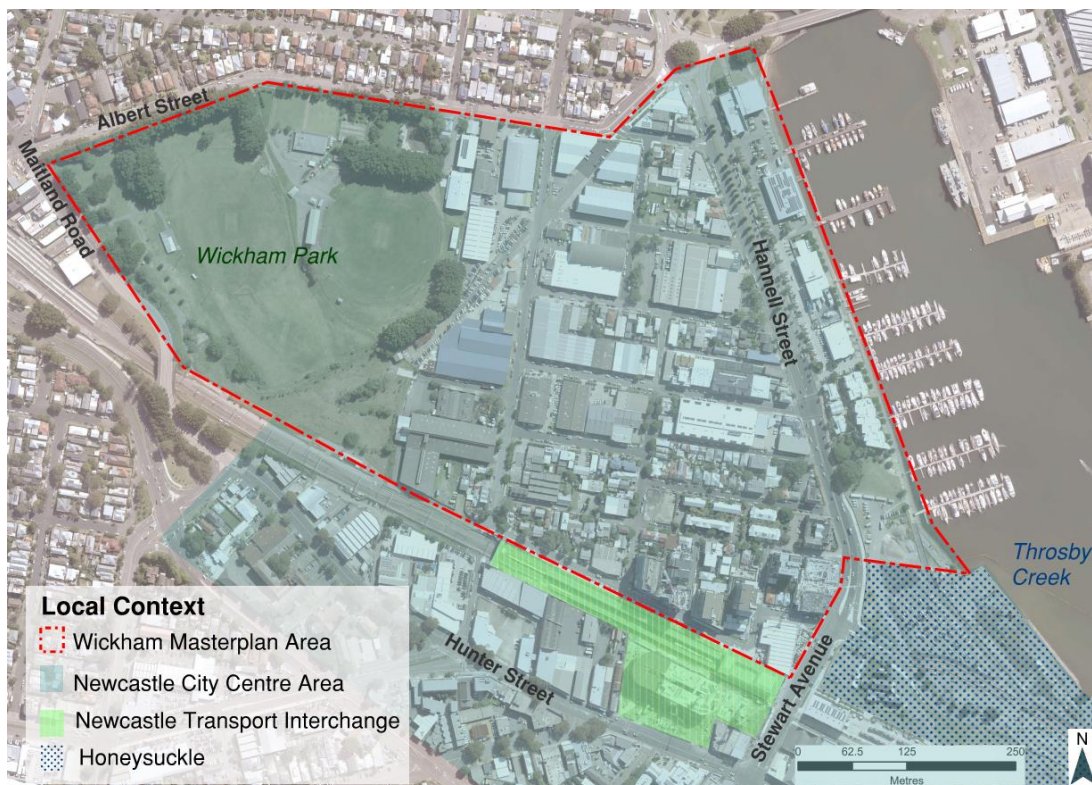 Albert Street
Maitland Road
Wickham Park
Hannell Street
Throsby
Creek
Hunter Street
Stewart Avenue
Local Context
Wickham Masterplan Area
Newcastle City Centre Area
Newcastle Transport Interchange
Honeysuckle
0 62.5 125 250
Metres
N